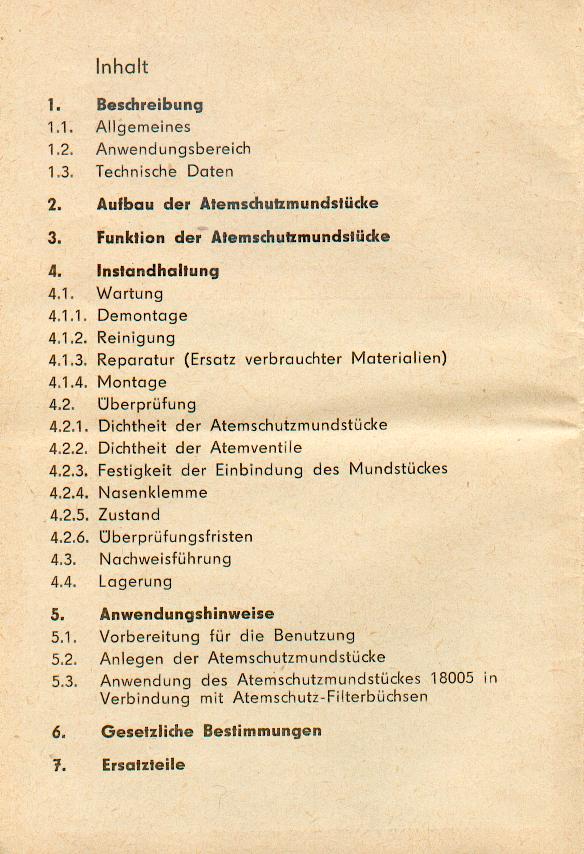 Inhalt
1. Beschreibung
1.1. Allgemeines
1.2. Anwendungsbereich
1.3. Technische Daten
2. Aufbau der Atemschutzmundstücke
3. Funktion der Atemschutzmundstücke
4. Instandhaltung
4.1. Wartung
4.1.1. Demontage
4.1.2. Reinigung
4.1.3. Reparatur (Ersatz verbrauchter Materialien)
4.1.4. Montage
4.2. Überprüfung
4.2.1. Dichtheit der Atemschutzmundstücke
4.2.2. Dichtheit der Atemventile
4.2.3. Festigkeit der Einbindung des Mundstückes
4.2.4. Nasenklemme
4.2.5. Zustand
4.2.6. Überprüfungsfristen
4.3. Nachweisführung
4.4. Lagerung
5. Anwendungshinweise
5.1. Vorbereitung für die Benutzung
5.2. Anlegen der Atemschutzmundstücke
5.3. Anwendung des Atemschutzmundstückes 18005 in
Verbindung mit Atemschutz-Filterbüchsen
6. Gesetzliche Bestimmungen
7. Ersatzteile